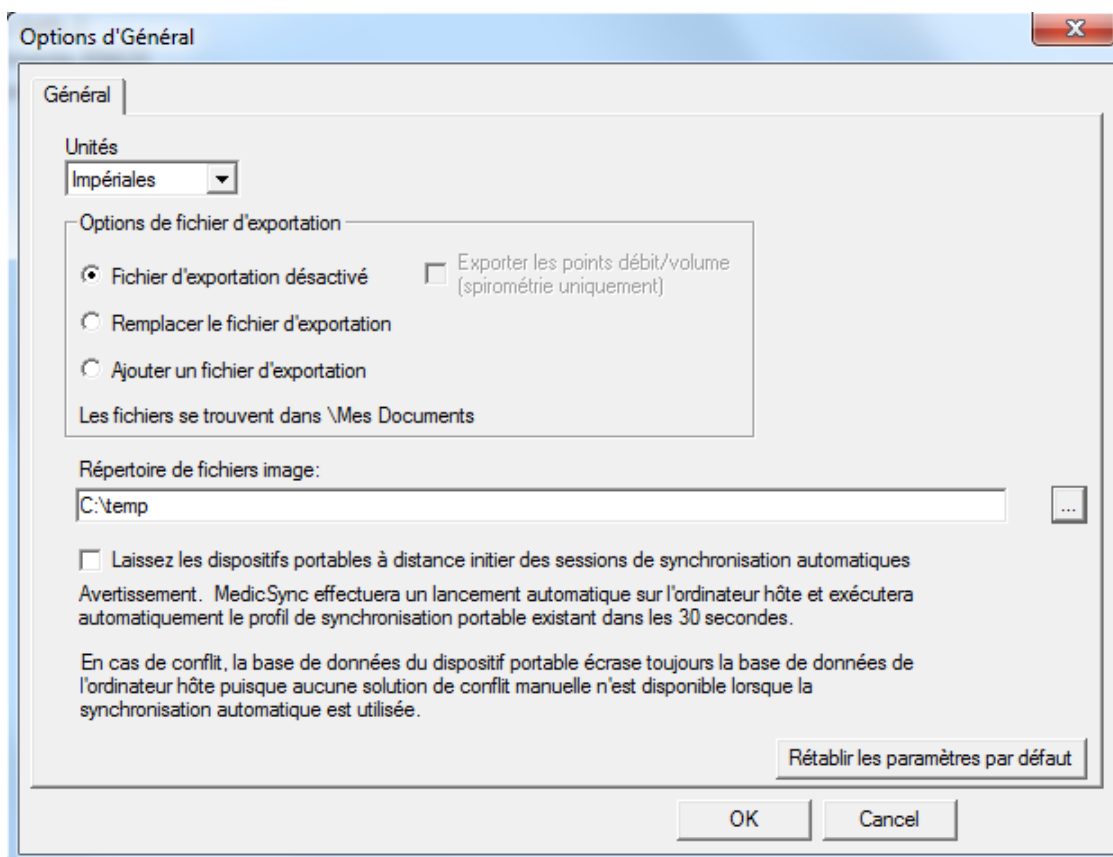 Options d'Général
Général
Unités
Impériales
Options de fichier d'exportation
Fichier d'exportation désactivé
Exporter les points débit/volume
(spirométrie uniquement)
Remplacer le fichier d'exportation
Ajouter un fichier d'exportation
Les fichiers se trouvent dans \Mes Documents
Répertoire de fichiers image:
C:\temp
...
Laissez les dispositifs portables à distance initier des sessions de synchronisation automatiques
Avertissement.  MedicSync effectuera un lancement automatique sur l'ordinateur hôte et exécutera
automatiquement le profil de synchronisation portable existant dans les 30 secondes.
En cas de conflit, la base de données du dispositif portable écrase toujours la base de données de
l'ordinateur hôte puisque aucune solution de conflit manuelle n'est disponible lorsque la
synchronisation automatique est utilisée.
Rétablir les paramètres par défaut
OK
Cancel